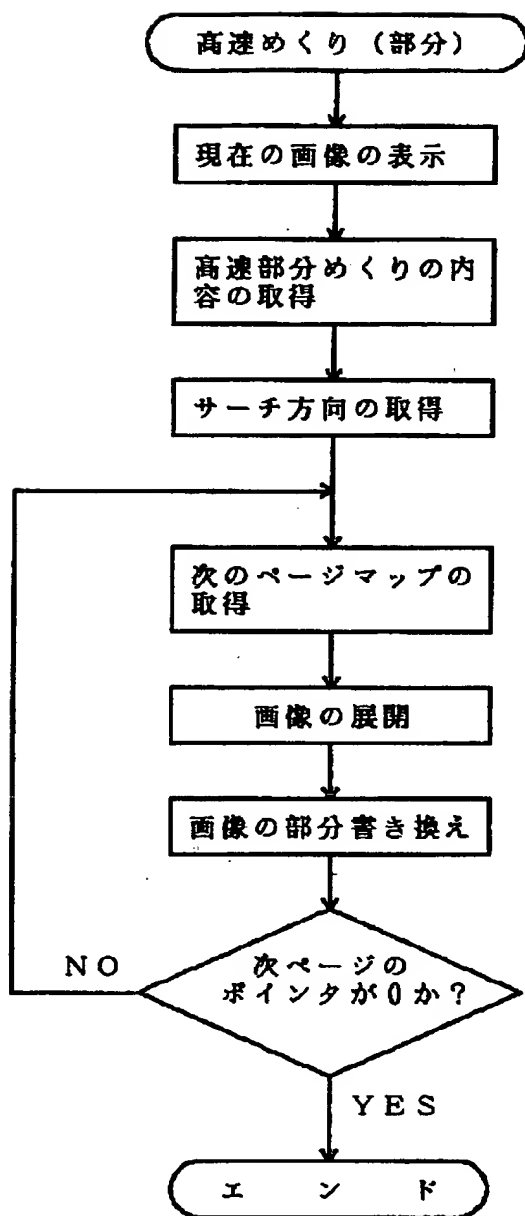 高速めくり(部分)
現在の画像の表示
高速部分めくりの内
容の取得
サーチ方向の取得
次のページマップの
取得
画像の展開
画像の部分書き換え
次ページの
ポインタが0か?
NO
YES
エンド